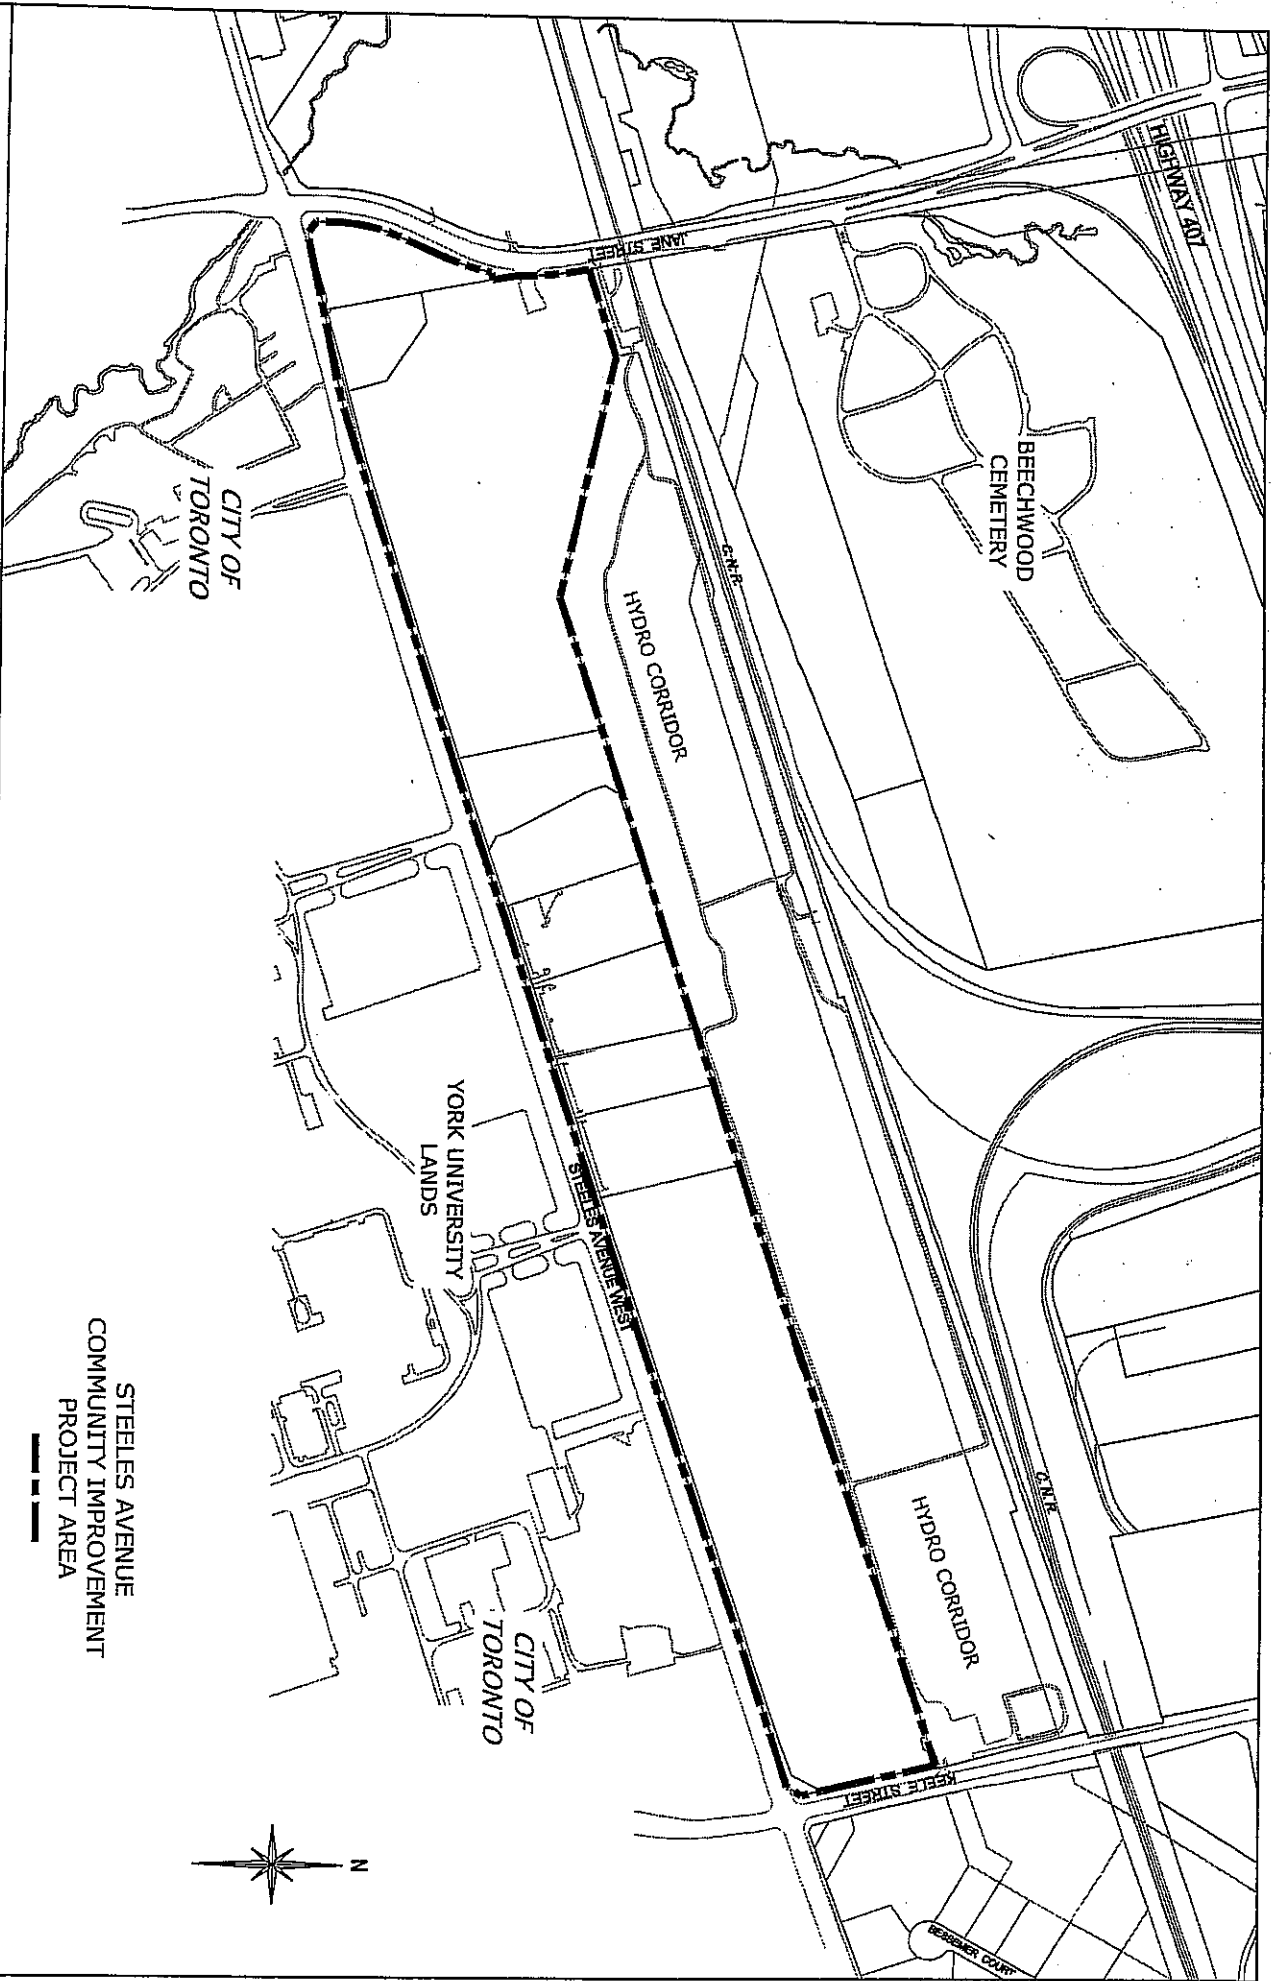 HIGHWAY 407
JANE STREET
BEECHWOOD
CEMETERY
C.N.R.
HYDRO CORRIDOR
CITY OF
TORONTO
C.N.R.
HYDRO CORRIDOR
YORK UNIVERSITY
LANDS
STEELES AVENUE WEST
KEELE STREET
CITY OF
TORONTO
BESSEMER COURT
STEELES AVENUE
COMMUNITY IMPROVEMENT
PROJECT AREA
N